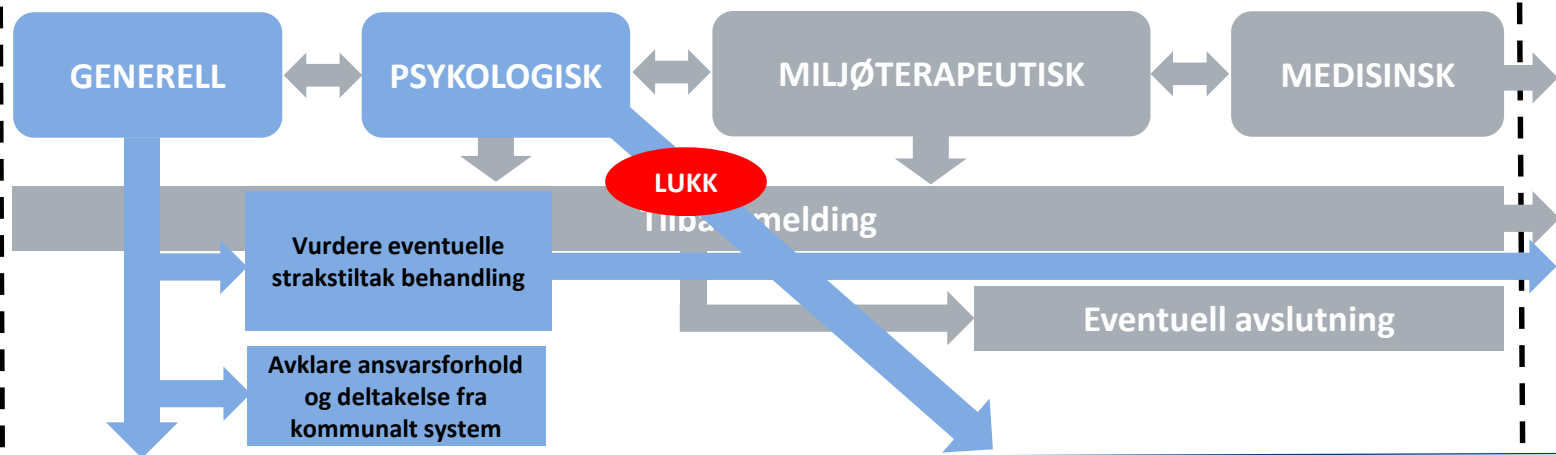 GENERELL
PSYKOLOGISK
MILJØTERAPEUTISK
MEDISINSK
LUKK
melding
Vurdere eventuelle
strakstiltak behandling
Eventuell avslutning
Avklare ansvarsforhold
og deltakelse fra
kommunalt system